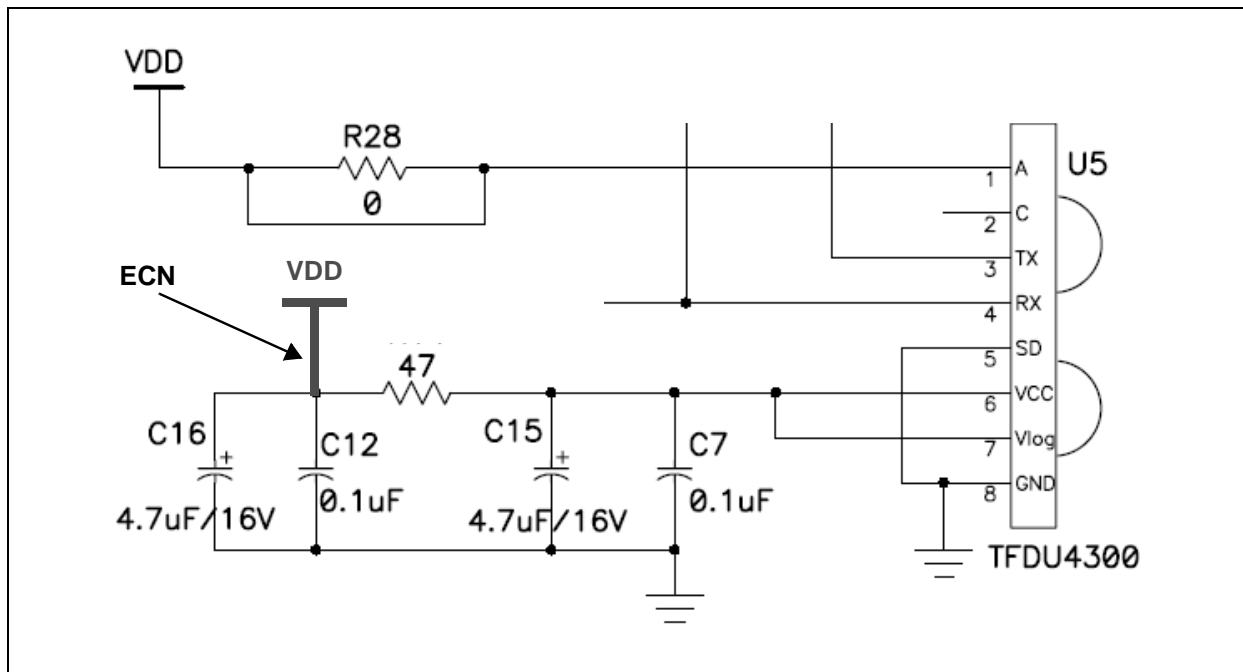 VDD
R28
0
U5
1 A
2 C
3 TX
4 RX
5 SD
6 VCC
7 Vlog
8 GND
TFDU4300
ECN
VDD
47
C16
+
4.7uF/16V
C12
0.1uF
C15
+
4.7uF/16V
C7
0.1uF